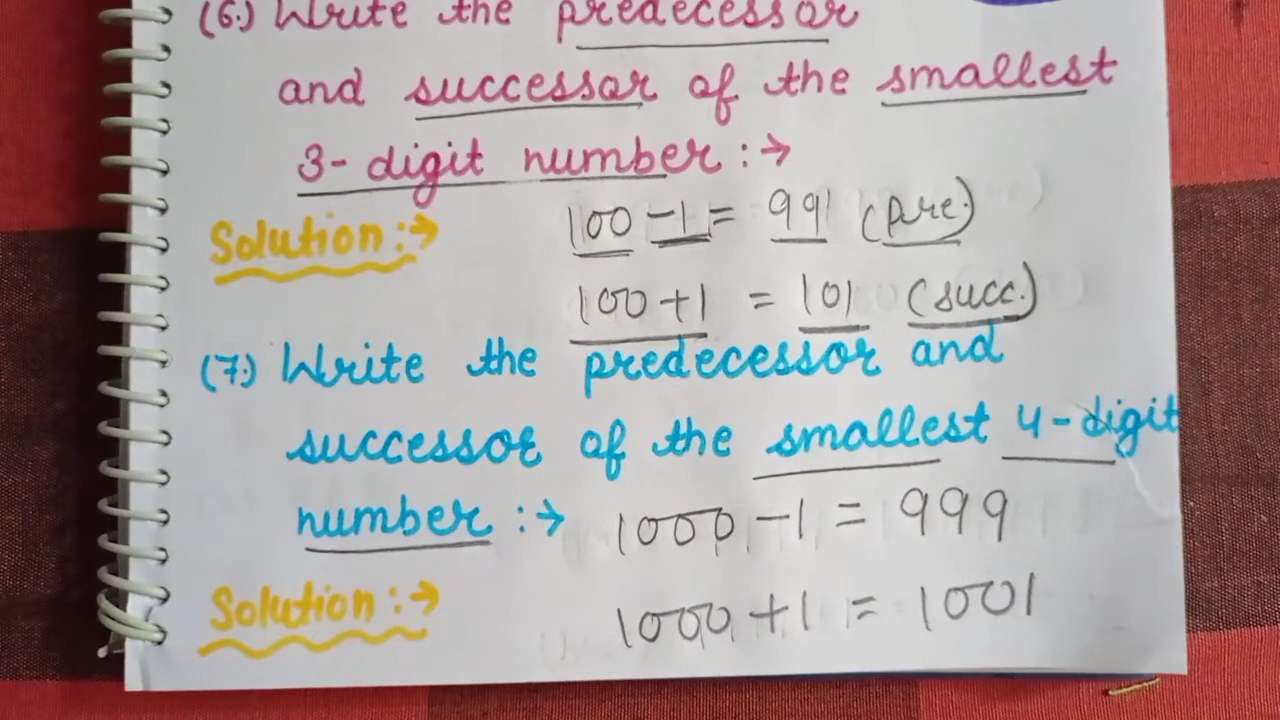 (6.) Write the predecessor
and successor of the smallest
3-digit number :→
Solution :→ 100 - 1 = 99 (pre.)
100 + 1 = 101 (succ.)
(7.) Write the predecessor and
successor of the smallest 4-digit
number :→ 1000 - 1 = 999
Solution :→ 1000 + 1 = 1001